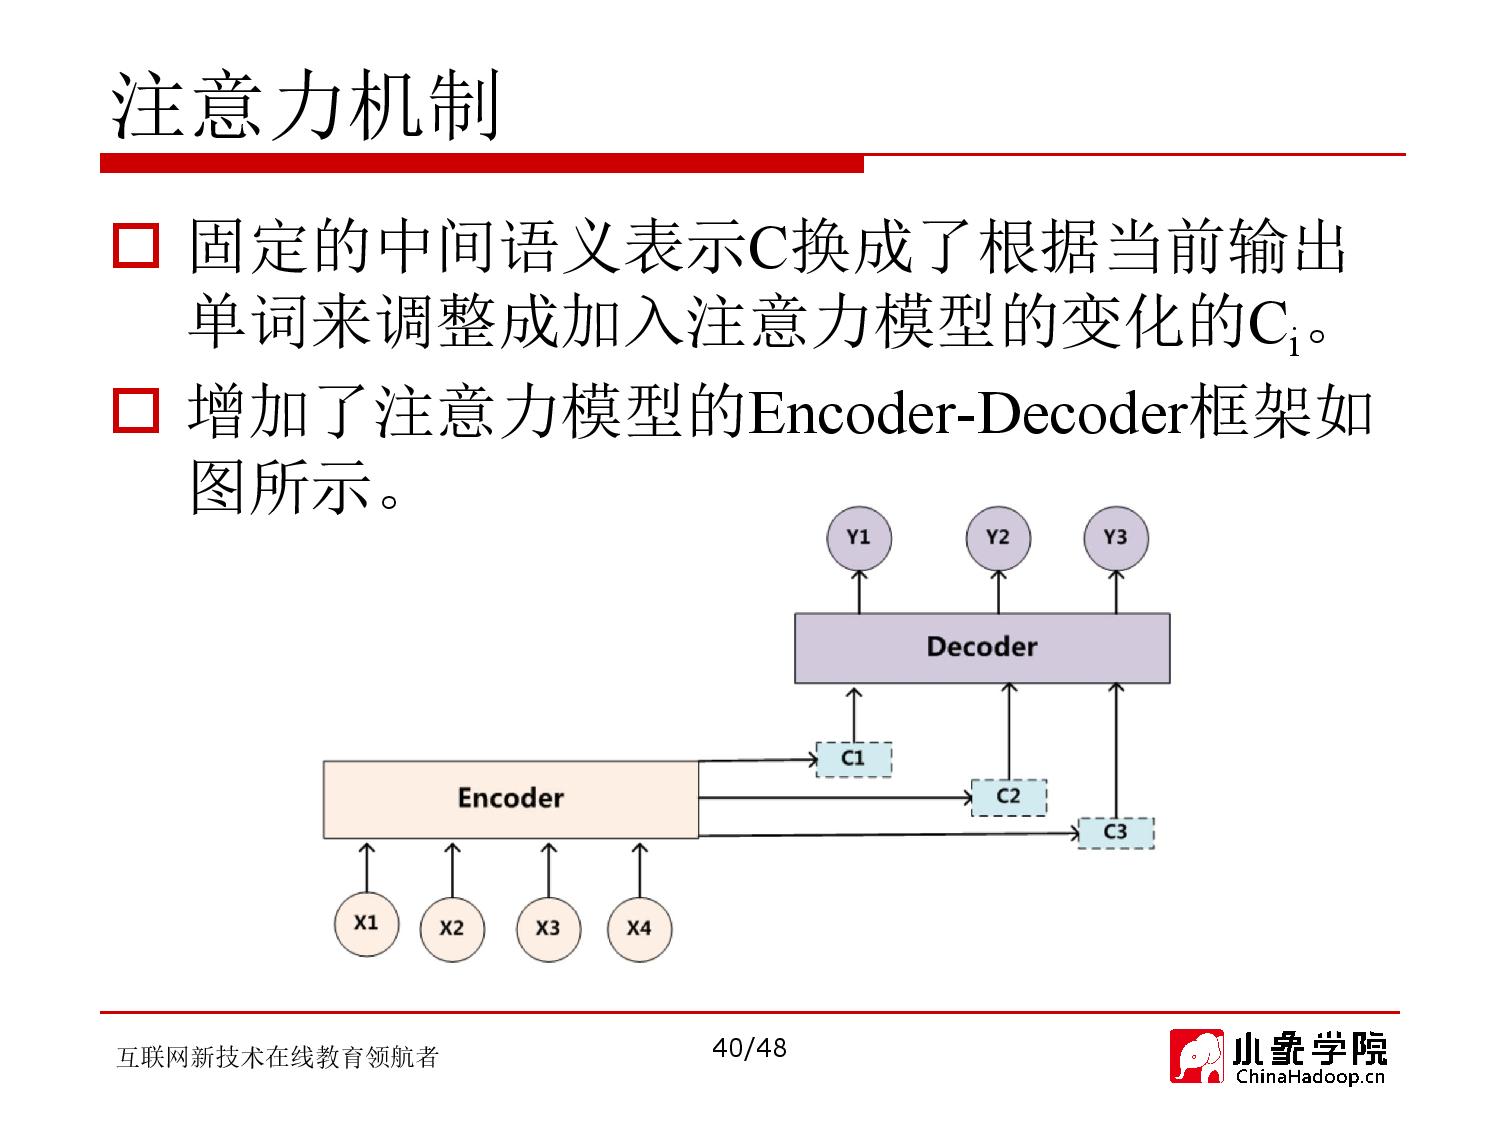 注意力机制
固定的中间语义表示C换成了根据当前输出
单词来调整成加入注意力模型的变化的Ci。
增加了注意力模型的Encoder-Decoder框架如
图所示。
Y1 Y2 Y3
Decoder
C1
Encoder
C2
C3
X1 X2 X3 X4
互联网新技术在线教育领航者
40/48
小象学院
ChinaHadoop.cn